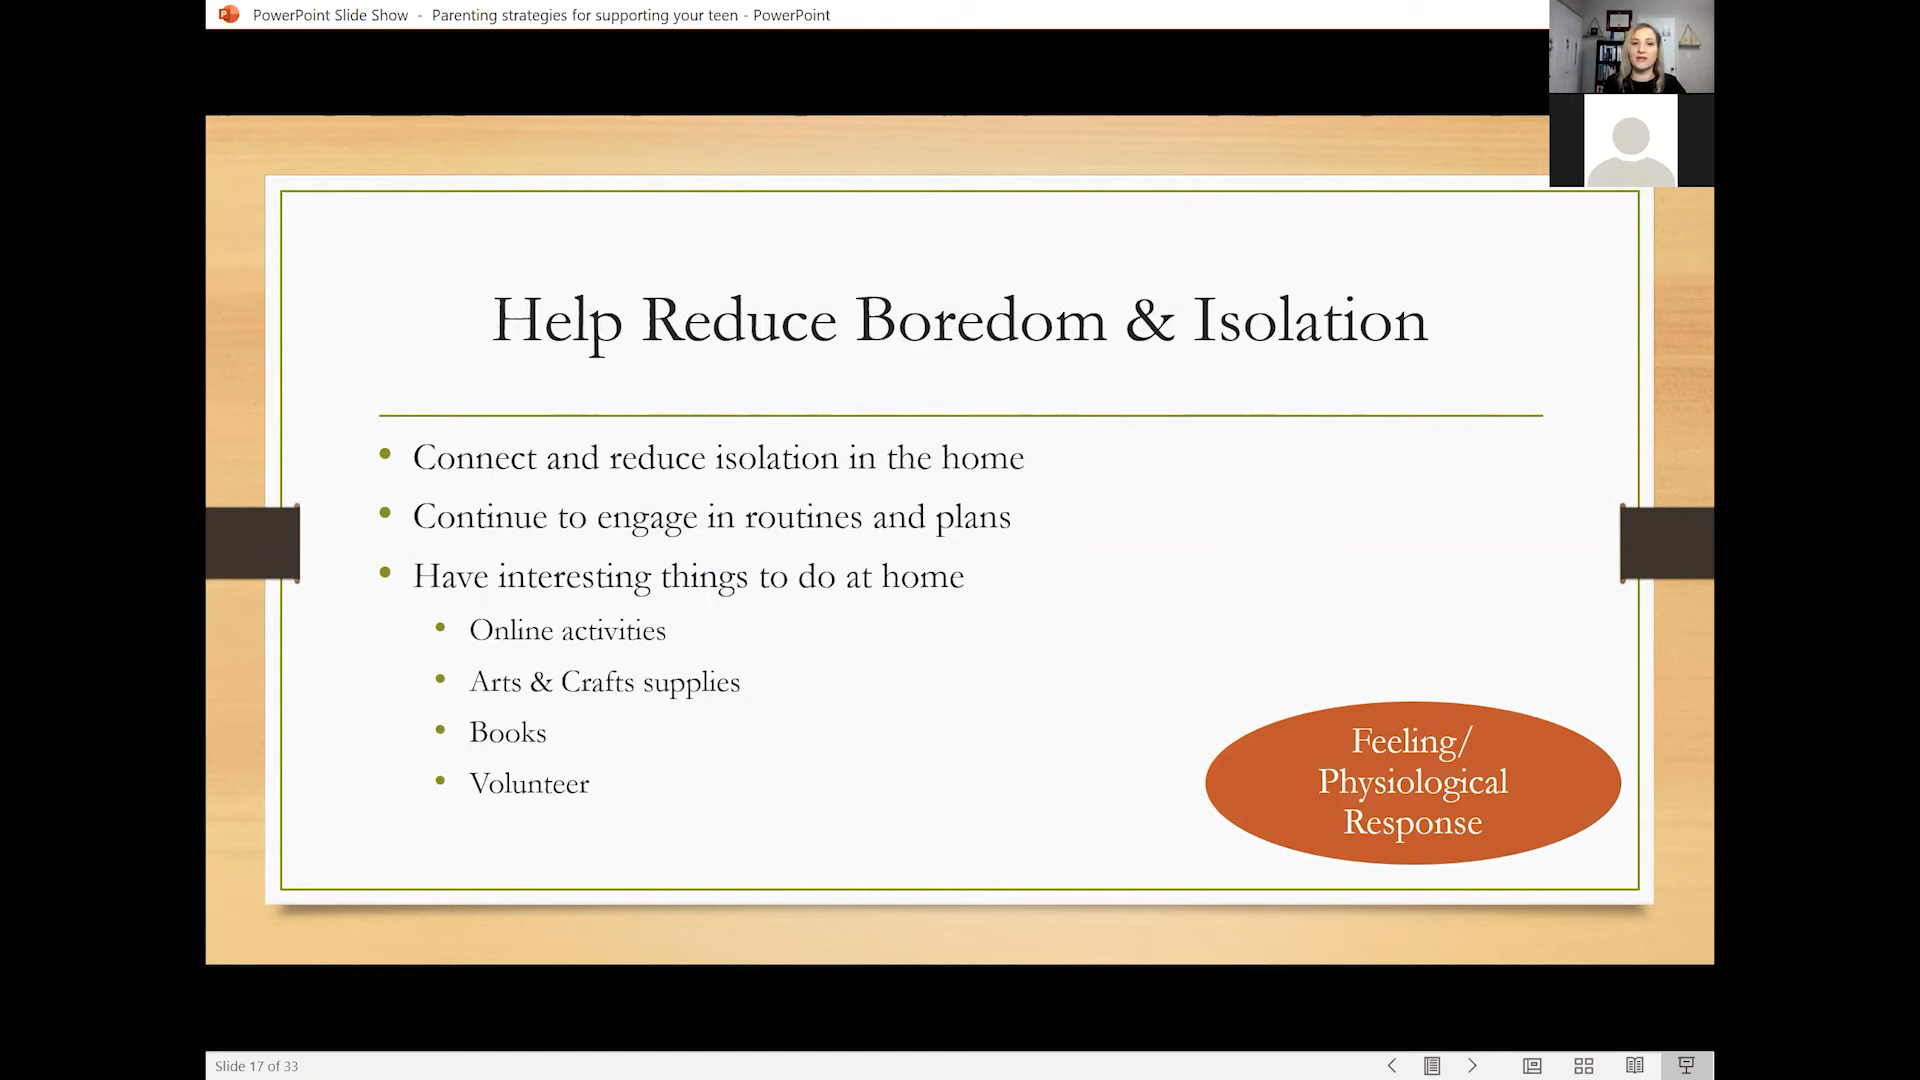 PowerPoint Slide Show - Parenting strategies for supporting your teen - PowerPoint
Help Reduce Boredom & Isolation
• Connect and reduce isolation in the home
• Continue to engage in routines and plans
• Have interesting things to do at home
• Online activities
• Arts & Crafts supplies
• Books
• Volunteer
Feeling/
Physiological
Response
Slide 17 of 33